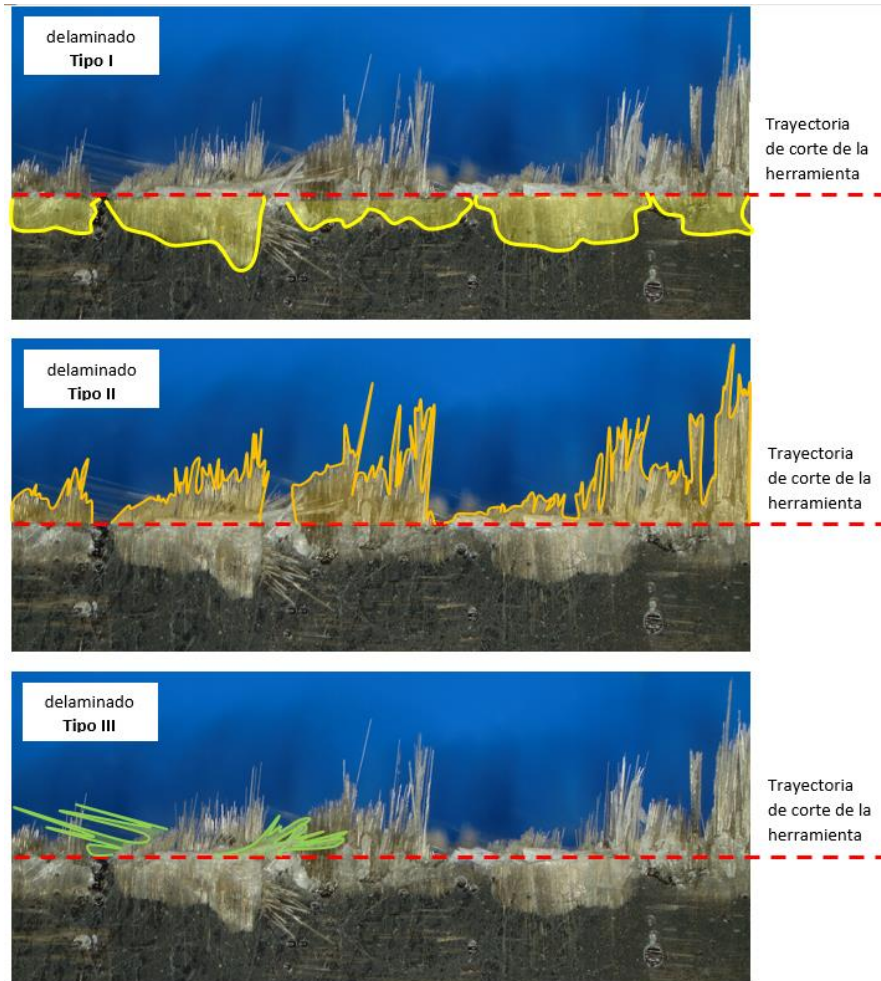 delaminado
Tipo I
Trayectoria
de corte de la
herramienta
delaminado
Tipo II
Trayectoria
de corte de la
herramienta
delaminado
Tipo III
Trayectoria
de corte de la
herramienta